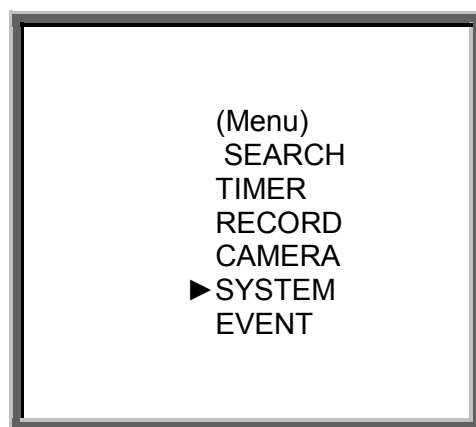 (Menu)
SEARCH
TIMER
RECORD
CAMERA
►SYSTEM
EVENT